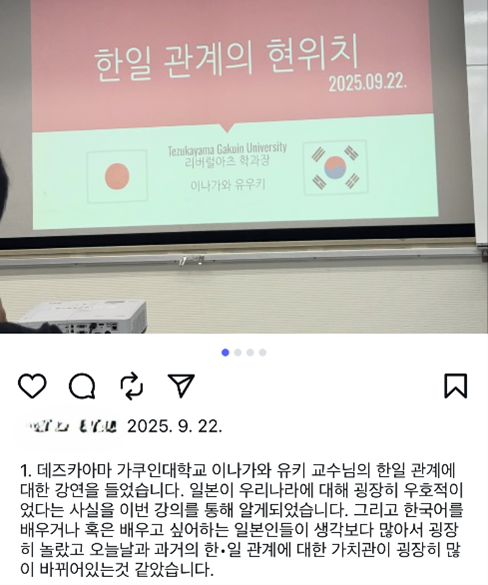 한일 관계의 현위치
2025.09.22.
Tezukayama Gakuin University
리버럴아츠 학과장
이나가와 유우키
2025. 9. 22.
1. 데즈카아마 가쿠인대학교 이나가와 유키 교수님의 한일 관계에
대한 강연을 들었습니다. 일본이 우리나라에 대해 굉장히 우호적이
었다는 사실을 이번 강의를 통해 알게되었습니다. 그리고 한국어를
배우거나 혹은 배우고 싶어하는 일본인들이 생각보다 많아서 굉장
히 놀랐고 오늘날과 과거의 한•일 관계에 대한 가치관이 굉장히 많
이 바뀌어있는것 같았습니다.